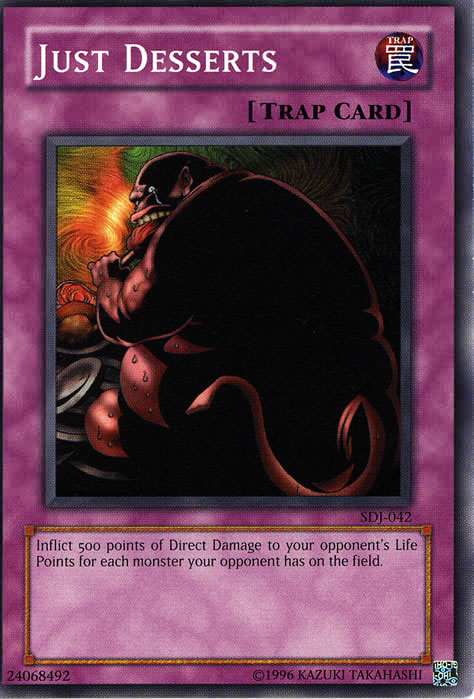 JUST DESSERTS
TRAP
罠
[TRAP CARD]
SDJ-042
Inflict 500 points of Direct Damage to your opponent's Life
Points for each monster your opponent has on the field.
24068492
©1996 KAZUKI TAKAHASHI